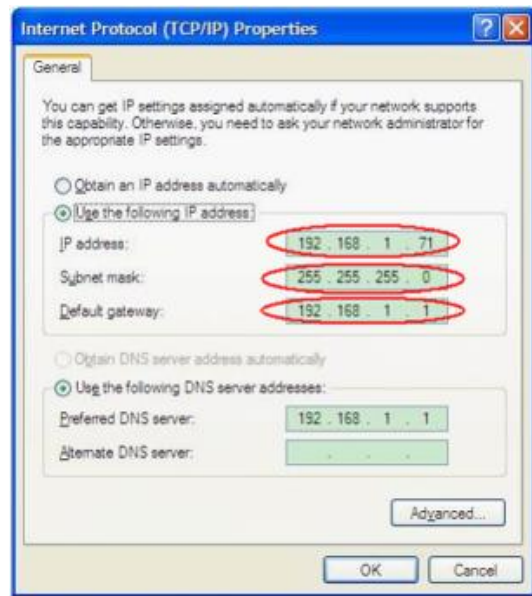 Internet Protocol (TCP/IP) Properties
General
You can get IP settings assigned automatically if your network supports
this capability. Otherwise, you need to ask your network administrator for
the appropriate IP settings.
Obtain an IP address automatically
Use the following IP address:
IP address: 192 . 168 . 1 . 71
Subnet mask: 255 . 255 . 255 . 0
Default gateway: 192 . 168 . 1 . 1
Obtain DNS server address automatically
Use the following DNS server addresses:
Preferred DNS server: 192 . 168 . 1 . 1
Alternate DNS server: . . .
Advanced...
OK Cancel